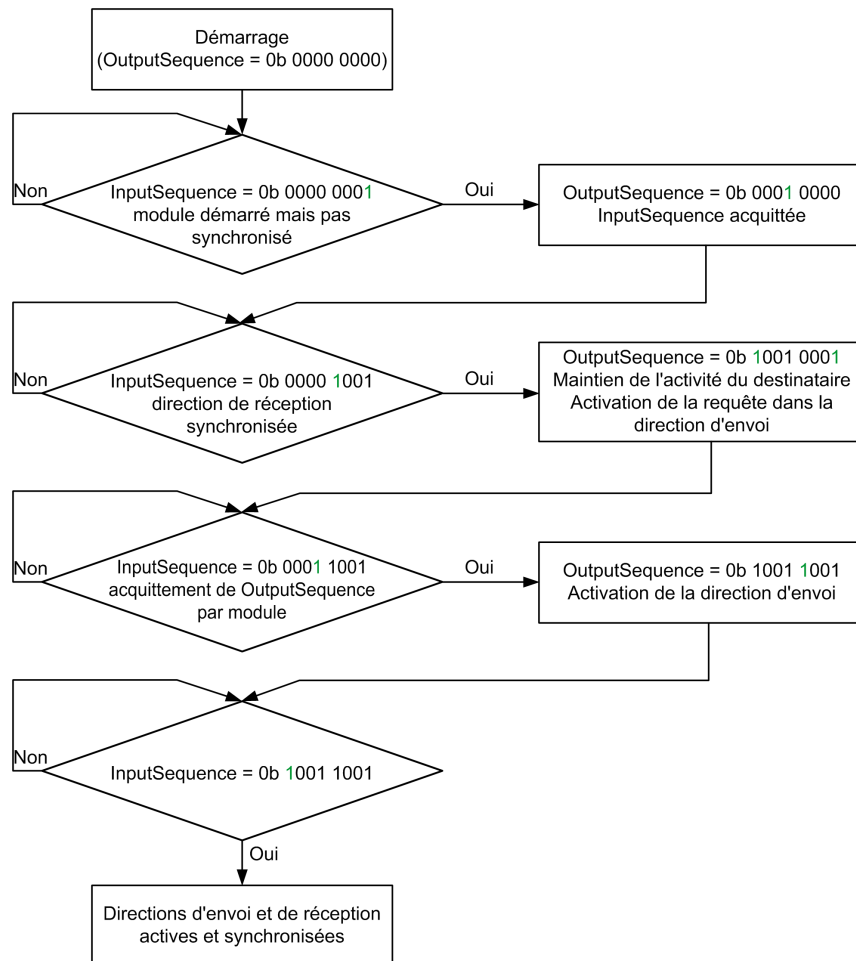 Démarrage
(OutputSequence = 0b 0000 0000)
Non
InputSequence = 0b 0000 0001
module démarré mais pas
synchronisé
Oui
OutputSequence = 0b 0001 0000
InputSequence acquittée
Non
InputSequence = 0b 0000 1001
direction de réception
synchronisée
Oui
OutputSequence = 0b 1001 0001
Maintien de l'activité du destinataire
Activation de la requête dans la
direction d'envoi
Non
InputSequence = 0b 0001 1001
acquittement de OutputSequence
par module
Oui
OutputSequence = 0b 1001 1001
Activation de la direction d'envoi
Non
InputSequence = 0b 1001 1001
Oui
Directions d'envoi et de réception
actives et synchronisées